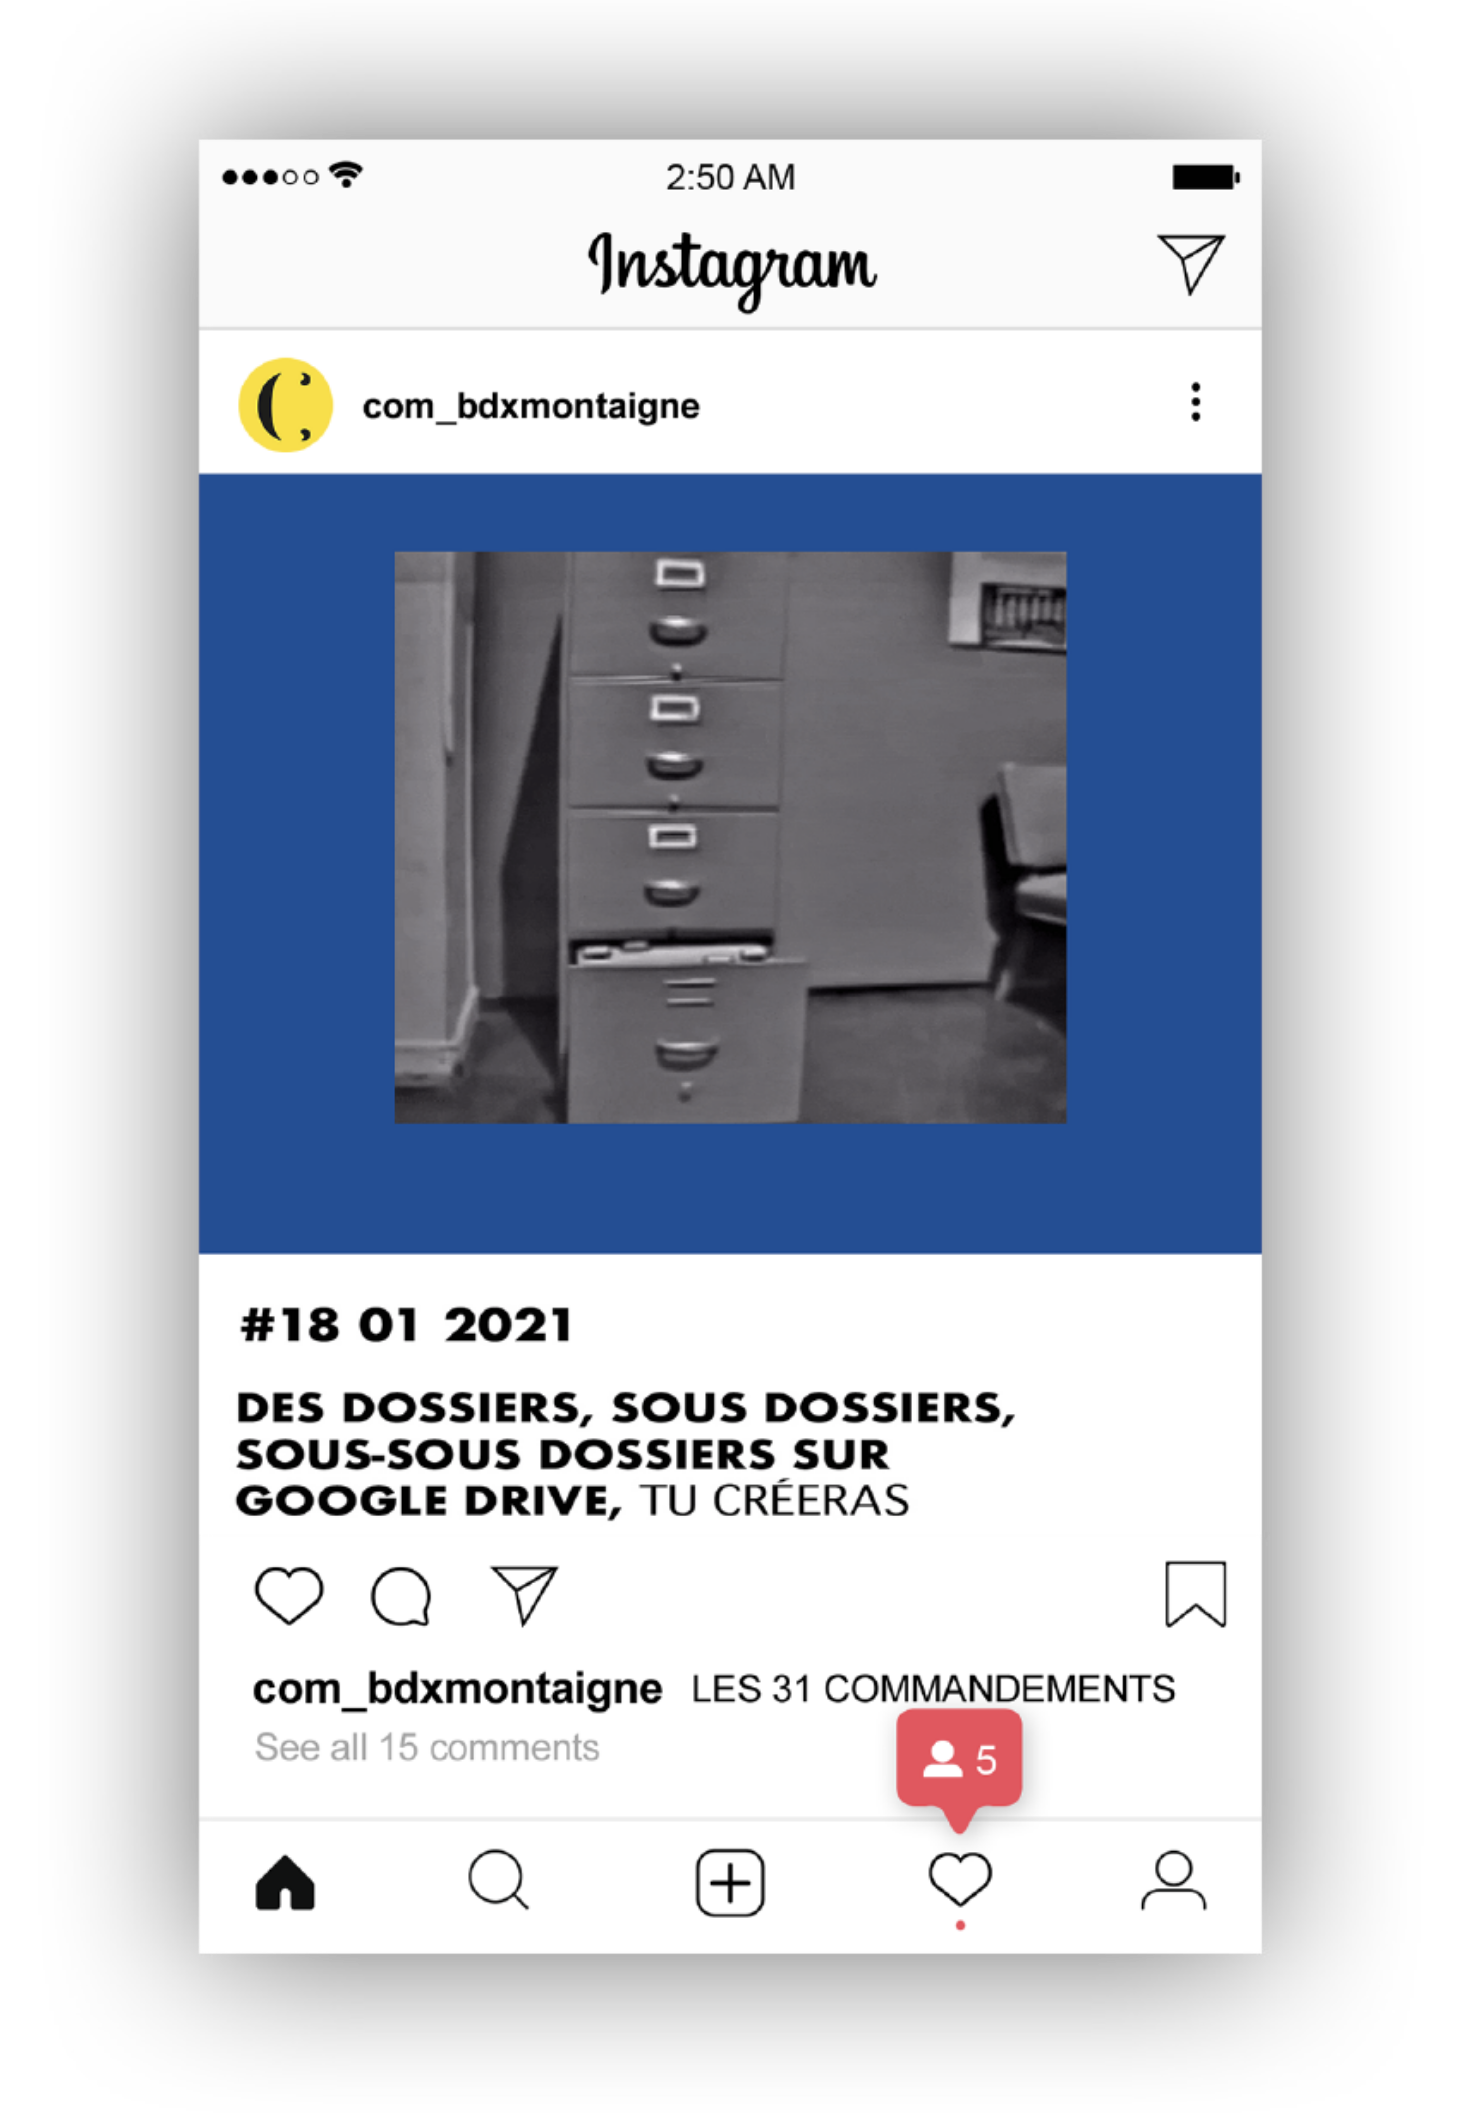 2:50 AM
Instagram
com_bdxmontaigne
#18 01 2021
DES DOSSIERS, SOUS DOSSIERS,
SOUS-SOUS DOSSIERS SUR
GOOGLE DRIVE, TU CRÉERAS
com_bdxmontaigne LES 31 COMMANDEMENTS
See all 15 comments
5